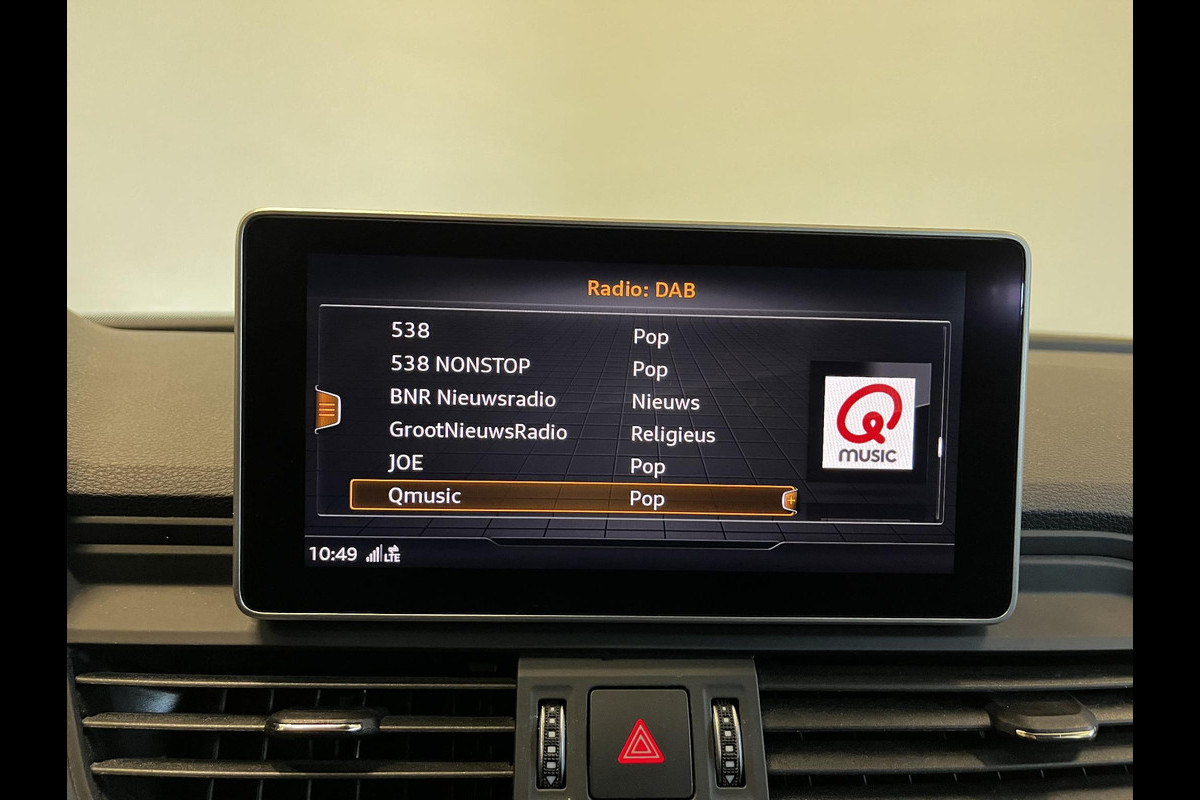 Radio: DAB
538 Pop
538 NONSTOP Pop
BNR Nieuwsradio Nieuws
GrootNieuwsRadio Religieus
JOE Pop
Qmusic Pop
Q
MUSIC
10:49 LTE